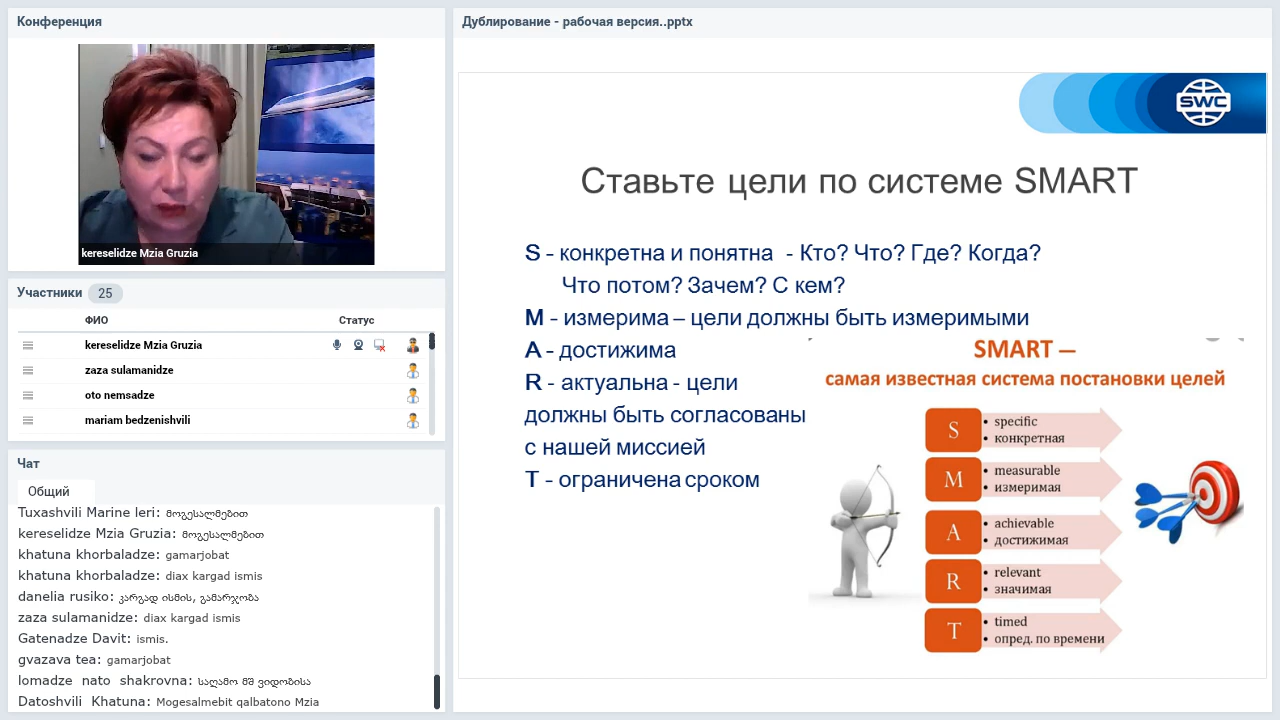 Конференция
kereselidze Mzia Gruzia
Участники 25
ФИО Статус
kereselidze Mzia Gruzia
zaza sulamanidze
oto nemsadze
mariam bedzenishvili
Чат
Общий
Tuxashvili Marine leri: მოგესალმებით
kereselidze Mzia Gruzia: მოგესალმებით
khatuna khorbaladze: gamarjobat
khatuna khorbaladze: diax kargad ismis
danelia rusiko: კარგად ისმის, გამარჯობა
zaza sulamanidze: diax kargad ismis
Gatenadze Davit: ismis.
gvazava tea: gamarjobat
lomadze nato shakrovna: საღამო მშ ვიდობისა
Datoshvili Khatuna: Mogesalmebit qalbatono Mzia
Дублирование - рабочая версия..pptx
SWC
Ставьте цели по системе SMART
S - конкретна и понятна - Кто? Что? Где? Когда?
Что потом? Зачем? С кем?
M - измерима – цели должны быть измеримыми
A - достижима
R - актуальна - цели
должны быть согласованы
с нашей миссией
T - ограничена сроком
SMART —
самая известная система постановки целей
S
• specific
• конкретная
M
• measurable
• измеримая
A
• achievable
• достижимая
R
• relevant
• значимая
T
• timed
• опред. по времени